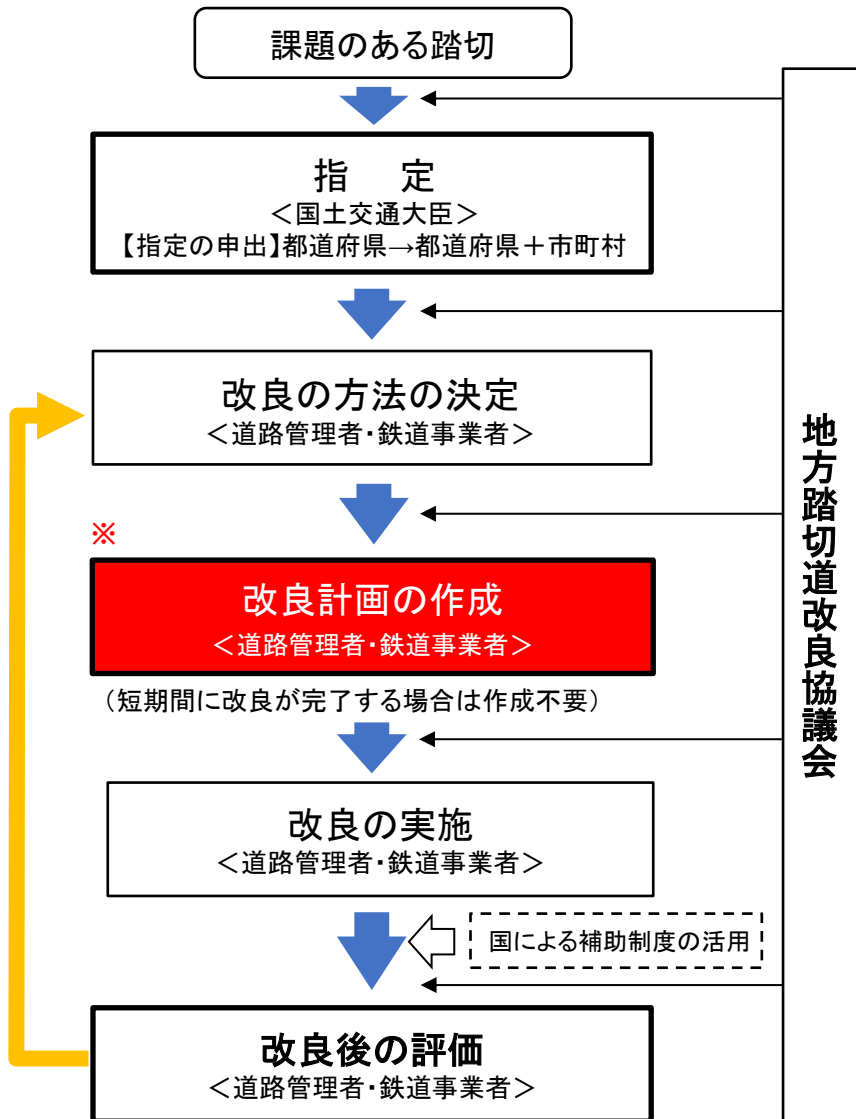 課題のある踏切
指　定
＜国土交通大臣＞
【指定の申出】都道府県→都道府県＋市町村
改良の方法の決定
＜道路管理者・鉄道事業者＞
※
改良計画の作成
＜道路管理者・鉄道事業者＞
（短期間に改良が完了する場合は作成不要）
改良の実施
＜道路管理者・鉄道事業者＞
国による補助制度の活用
改良後の評価
＜道路管理者・鉄道事業者＞
地方踏切道改良協議会